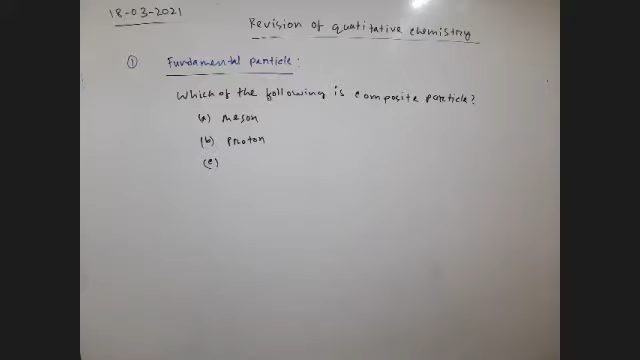 18-03-2021
Revision of quatitative chemistry
① Fundamental particle:
Which of the following is composite particle?
(a) Meson
(b) Proton
(c)